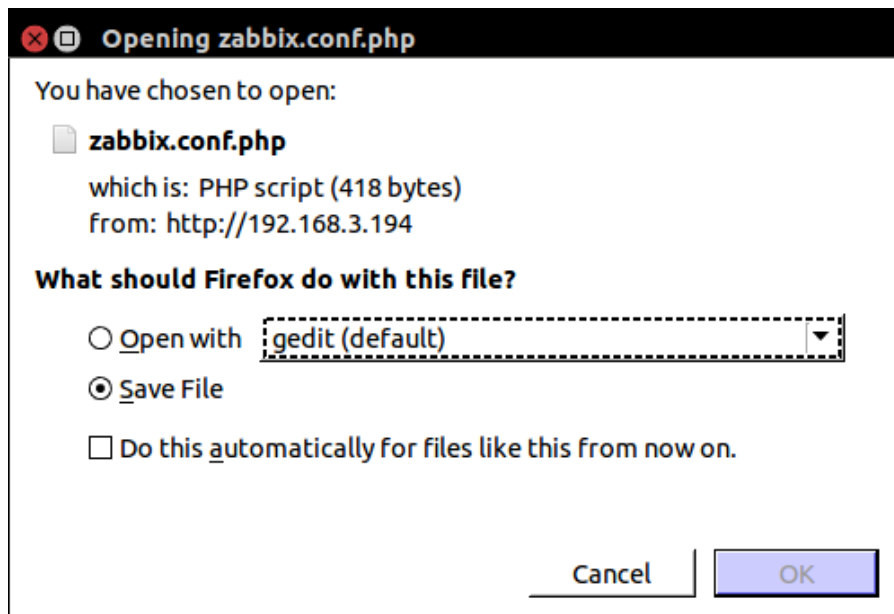 Opening zabbix.conf.php
You have chosen to open:
zabbix.conf.php
which is: PHP script (418 bytes)
from: http://192.168.3.194
What should Firefox do with this file?
Open with gedit (default)
Save File
Do this automatically for files like this from now on.
Cancel OK